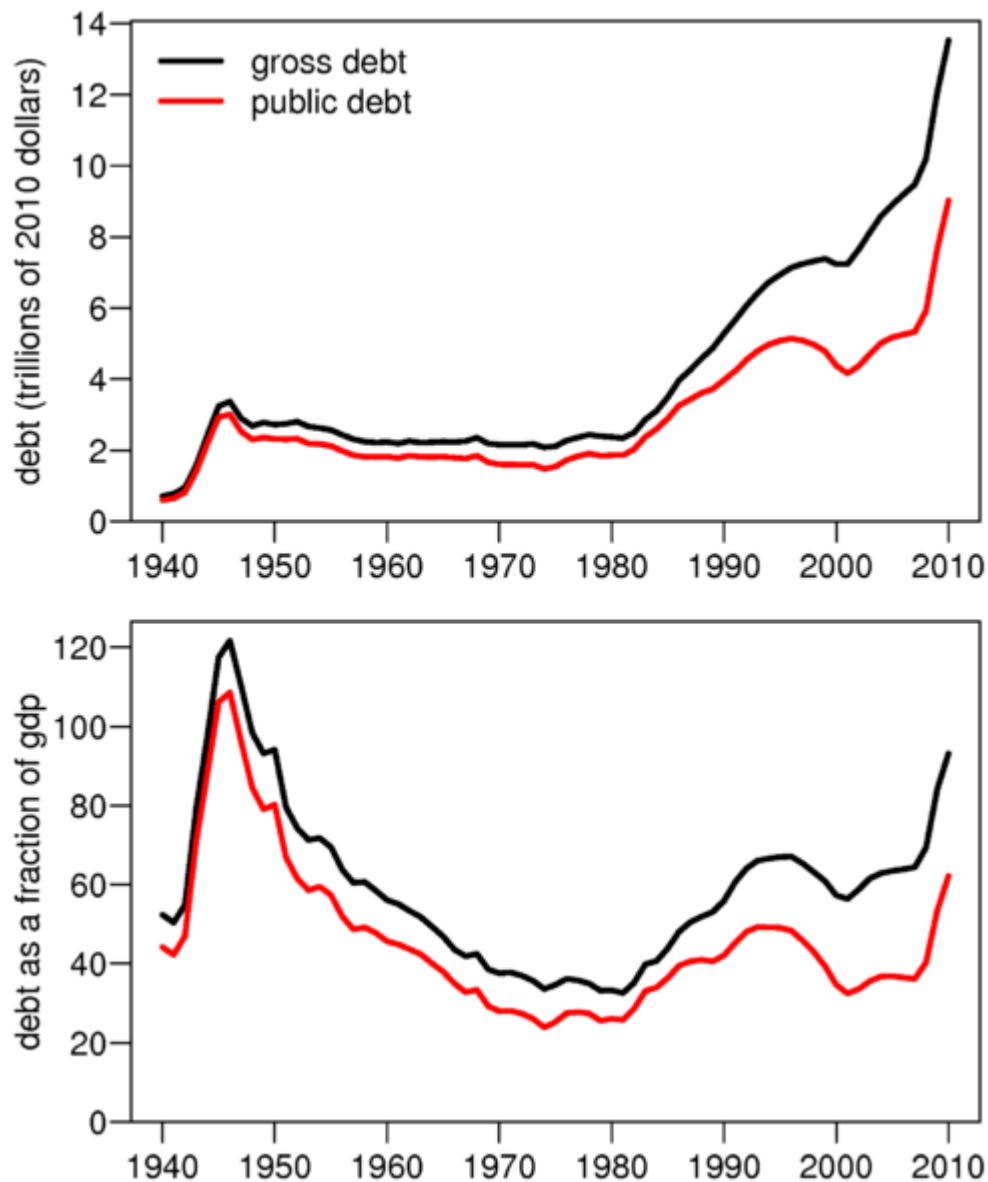 debt (trillions of 2010 dollars)
14
12
10
8
6
4
2
0
gross debt
public debt
1940 1950 1960 1970 1980 1990 2000 2010
debt as a fraction of gdp
120
100
80
60
40
20
0
1940 1950 1960 1970 1980 1990 2000 2010